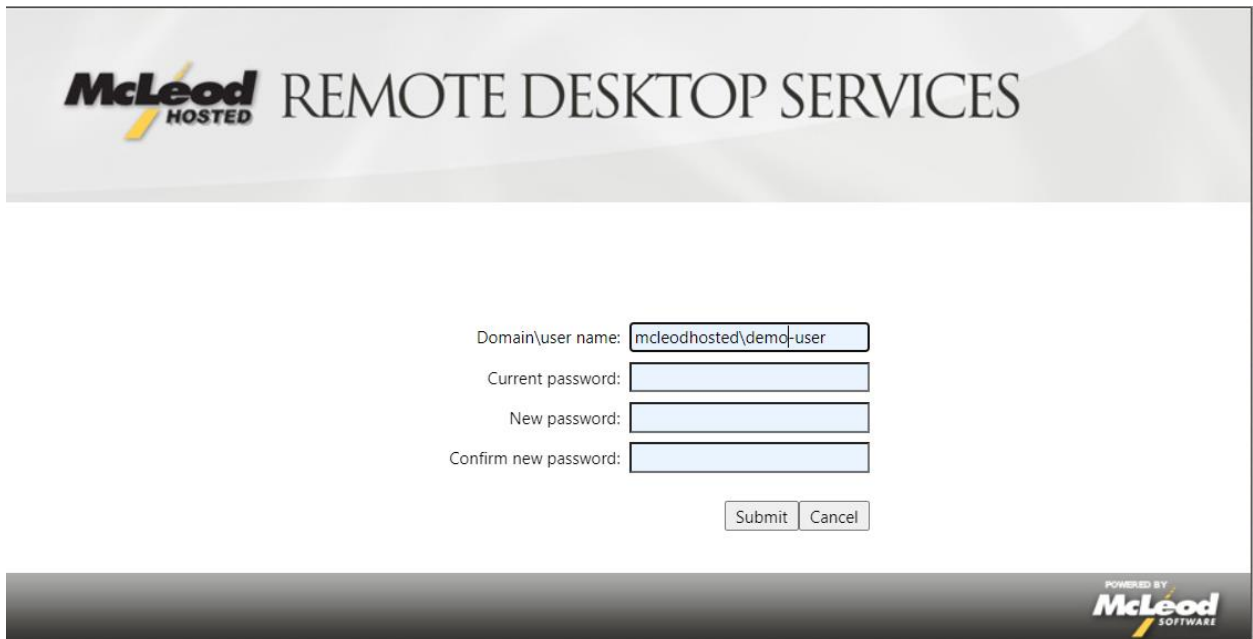 McLeod HOSTED REMOTE DESKTOP SERVICES
Domain\user name: mcleodhosted\demo-user
Current password:
New password:
Confirm new password:
Submit Cancel
POWERED BY
McLeod
SOFTWARE